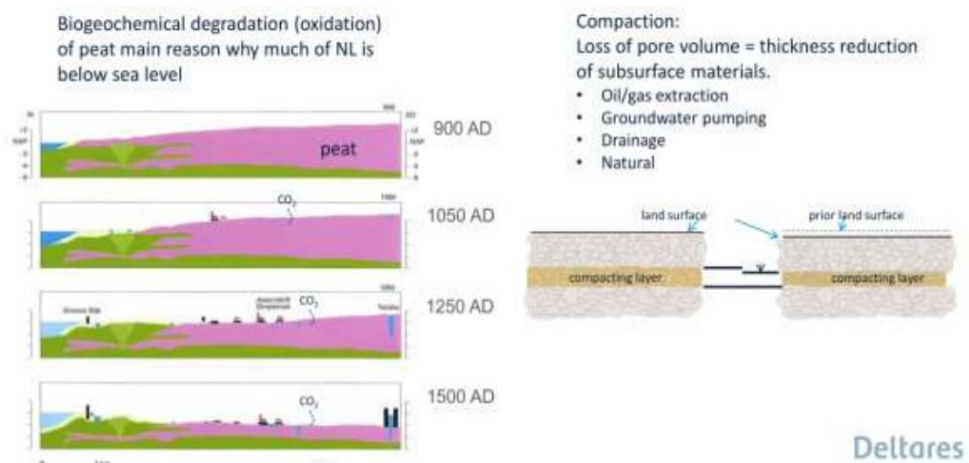 Biogeochemical degradation (oxidation)
of peat main reason why much of NL is
below sea level
Compaction:
Loss of pore volume = thickness reduction
of subsurface materials.
• Oil/gas extraction
• Groundwater pumping
• Drainage
• Natural
900 AD
peat
CO₂
1050 AD
CO₂
1250 AD
CO₂
1500 AD
land surface
prior land surface
compacting layer
compacting layer
Deltares